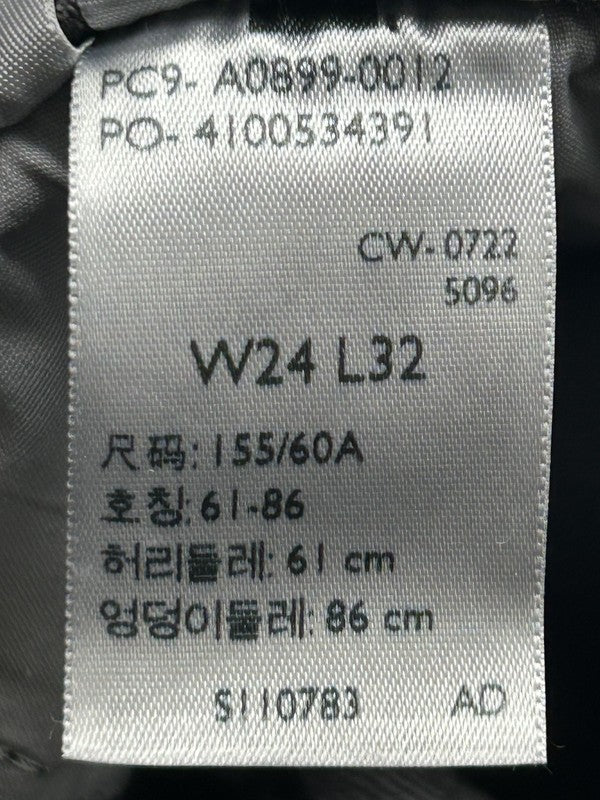 PC9- A0899-0012
PO- 4100534391
CW- 0722
5096
W24 L32
尺码: 155/60A
호칭: 61-86
허리둘레: 61 cm
엉덩이둘레: 86 cm
S110783 AD